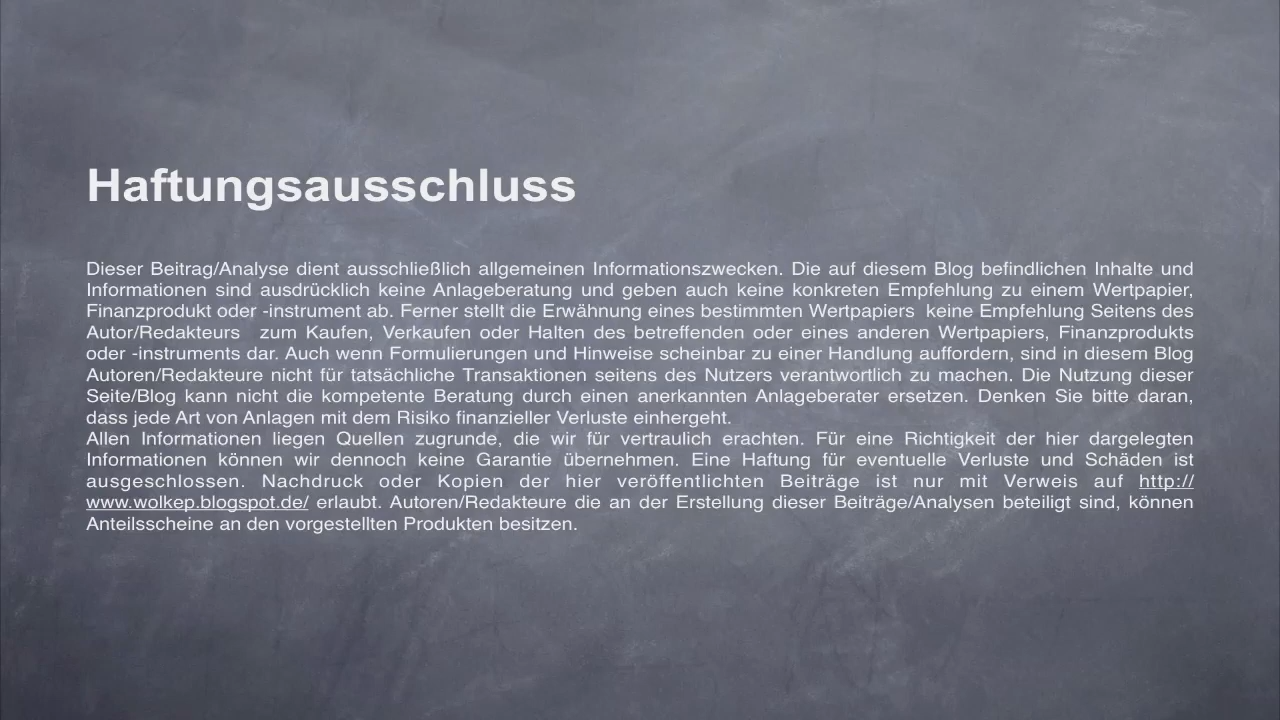 Haftungsausschluss
Dieser Beitrag/Analyse dient ausschließlich allgemeinen Informationszwecken. Die auf diesem Blog befindlichen Inhalte und
Informationen sind ausdrücklich keine Anlageberatung und geben auch keine konkreten Empfehlung zu einem Wertpapier,
Finanzprodukt oder -instrument ab. Ferner stellt die Erwähnung eines bestimmten Wertpapiers keine Empfehlung Seitens des
Autor/Redakteurs zum Kaufen, Verkaufen oder Halten des betreffenden oder eines anderen Wertpapiers, Finanzprodukts
oder -instruments dar. Auch wenn Formulierungen und Hinweise scheinbar zu einer Handlung auffordern, sind in diesem Blog
Autoren/Redakteure nicht für tatsächliche Transaktionen seitens des Nutzers verantwortlich zu machen. Die Nutzung dieser
Seite/Blog kann nicht die kompetente Beratung durch einen anerkannten Anlageberater ersetzen. Denken Sie bitte daran,
dass jede Art von Anlagen mit dem Risiko finanzieller Verluste einhergeht.
Allen Informationen liegen Quellen zugrunde, die wir für vertraulich erachten. Für eine Richtigkeit der hier dargelegten
Informationen können wir dennoch keine Garantie übernehmen. Eine Haftung für eventuelle Verluste und Schäden ist
ausgeschlossen. Nachdruck oder Kopien der hier veröffentlichten Beiträge ist nur mit Verweis auf http://
www.wolkep.blogspot.de/ erlaubt. Autoren/Redakteure die an der Erstellung dieser Beiträge/Analysen beteiligt sind, können
Anteilsscheine an den vorgestellten Produkten besitzen.